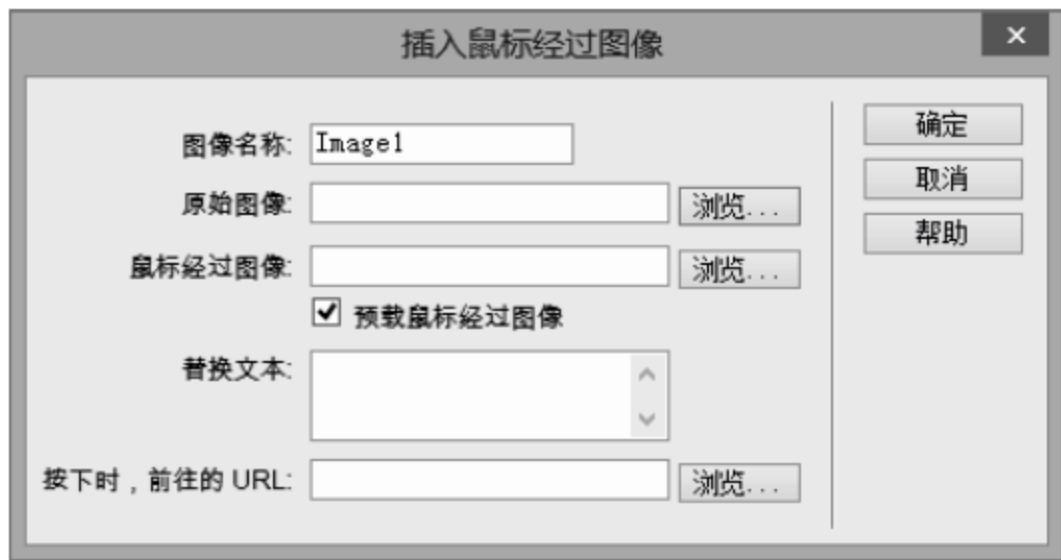 插入鼠标经过图像
图像名称: Image1
确定
原始图像: 浏览...
取消
帮助
鼠标经过图像: 浏览...
预载鼠标经过图像
替换文本:
按下时，前往的 URL: 浏览...